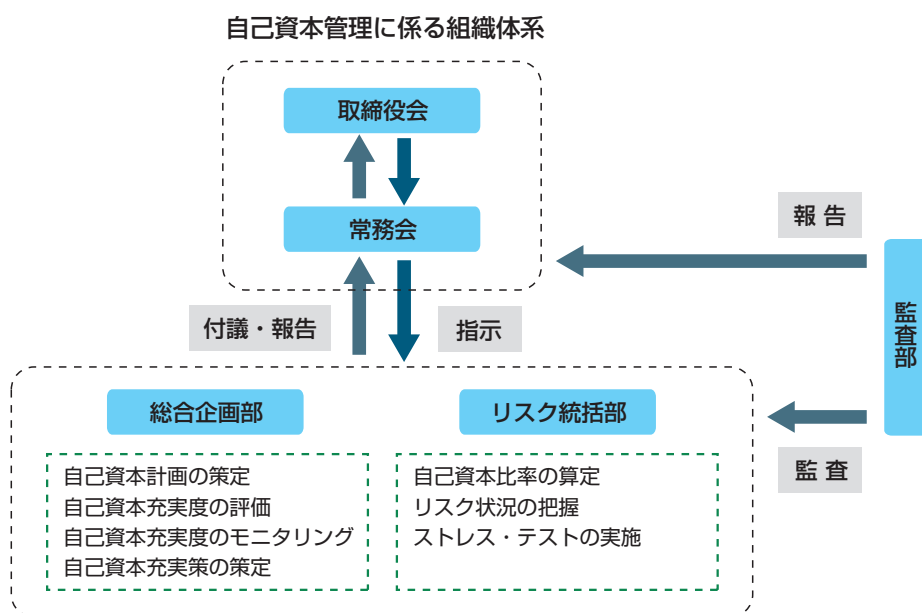 自己資本管理に係る組織体系
取締役会
常務会
報 告
付議・報告
指示
監査部
総合企画部
リスク統括部
監 査
自己資本計画の策定
自己資本充実度の評価
自己資本充実度のモニタリング
自己資本充実策の策定
自己資本比率の算定
リスク状況の把握
ストレス・テストの実施